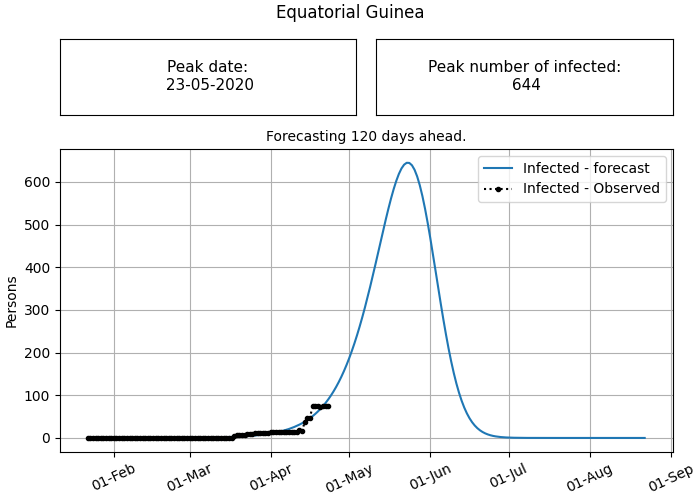 Equatorial Guinea
Peak date:
23-05-2020
Peak number of infected:
644
Forecasting 120 days ahead.
Infected - forecast
Infected - Observed
Persons
600
500
400
300
200
100
0
01-Feb
01-Mar
01-Apr
01-May
01-Jun
01-Jul
01-Aug
01-Sep